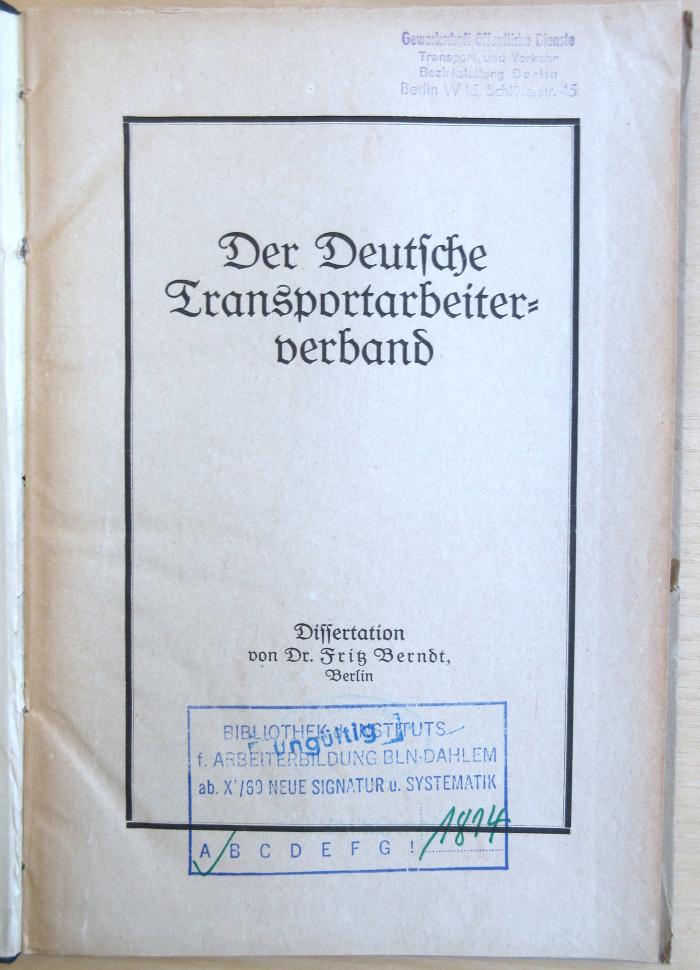 Gewerkschaft öffentliche Dienste
Transport und Verkehr
Bezirksleitung Berlin
Berlin W 15, Schlüterstr. 45
Der Deutſche
Transportarbeiter-
verband
Diſſertation
von Dr. Fritz Berndt,
Berlin
BIBLIOTHEK d. INSTITUTS
ungültig
f. ARBEITERBILDUNG BLN-DAHLEM
ab. X'/69 NEUE SIGNATUR u. SYSTEMATIK
1814
A B C D E F G !